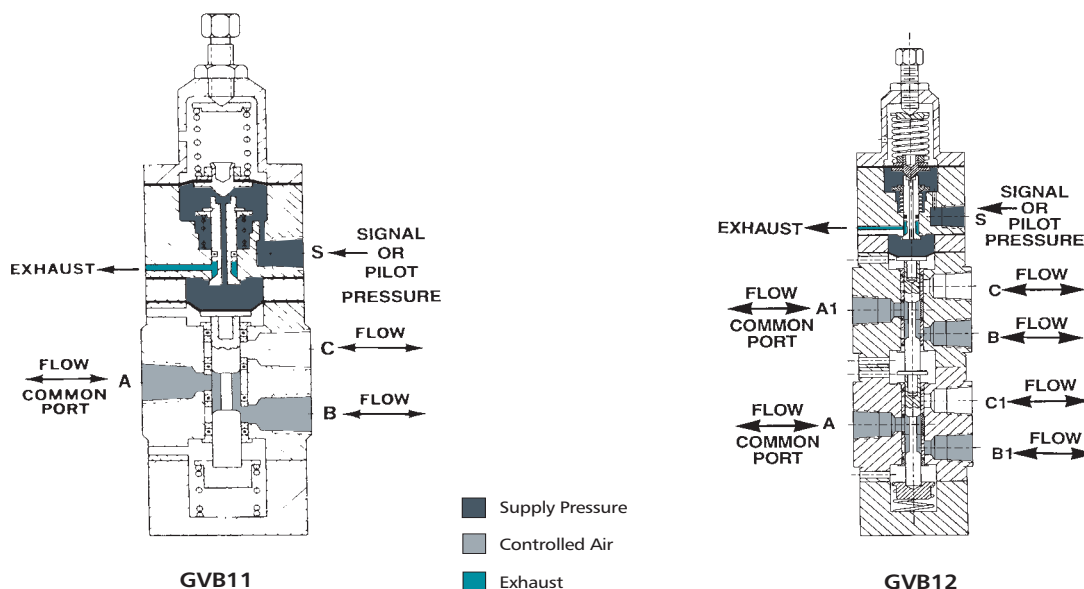 EXHAUST
S
SIGNAL
OR
PILOT
PRESSURE
FLOW
A
COMMON
PORT
FLOW
C
B
FLOW
GVB11
Supply Pressure
Controlled Air
Exhaust
EXHAUST
S
SIGNAL
OR
PILOT
PRESSURE
FLOW
A1
COMMON
PORT
FLOW
C
FLOW
B
FLOW
A
COMMON
PORT
FLOW
C1
FLOW
B1
GVB12